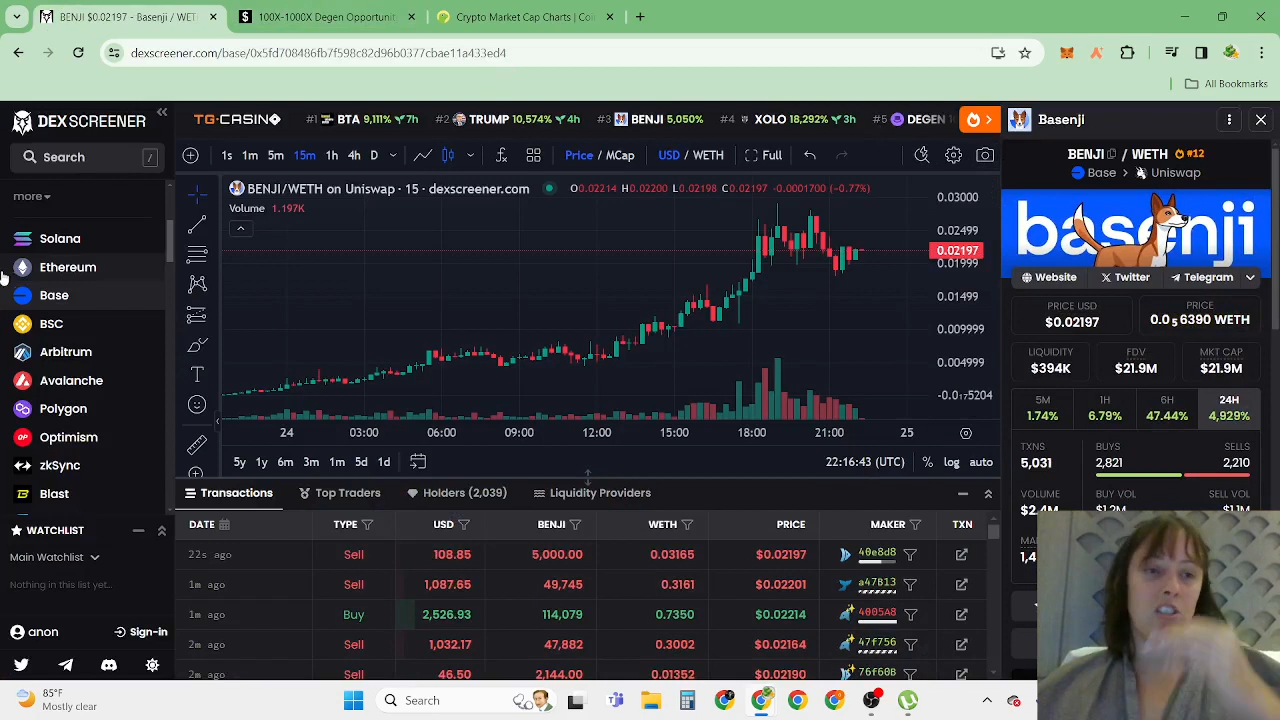 BENJI $0.02197 - Basenji / WETH
100X-1000X Degen Opportunit
Crypto Market Cap Charts | Coi
dexscreener.com/base/0x5fd708486fb7f598c82d96b0377cbae11a433ed4
All Bookmarks
DEXSCREENER
TG.CASINO
#1 BTA 9,111% 7h
#2 TRUMP 10,574% 4h
#3 BENJI 5,050%
#4 XOLO 18,292% 3h
#5 DEGEN
Basenji
Search /
1s 1m 5m 15m 1h 4h D
Price / MCap
USD / WETH
Full
BENJI / WETH #12
Base > Uniswap
more
Solana
Ethereum
Base
BSC
Arbitrum
Avalanche
Polygon
Optimism
zkSync
Blast
BENJI/WETH on Uniswap · 15 · dexscreener.com
O0.02214 H0.02200 L0.02198 C0.02197 -0.0001700 (-0.77%)
Volume 1.197K
0.03000
0.02499
0.02197
0.01999
0.01499
0.009999
0.004999
24 03:00 06:00 09:00 12:00 15:00 18:00 21:00 25
5y 1y 6m 3m 1m 5d 1d
22:16:43 (UTC) % log auto
basenji
Website
Twitter
Telegram
PRICE USD
$0.02197
PRICE
0.0₅6390 WETH
LIQUIDITY
$394K
FDV
$21.9M
MKT CAP
$21.9M
5M
1.74%
1H
6.79%
6H
47.44%
24H
4,929%
TXNS
5,031
BUYS
2,821
SELLS
2,210
VOLUME
$2.4M
BUY VOL
$1.2M
WATCHLIST
Main Watchlist
Nothing in this list yet...
anon
Sign-in
Transactions
Top Traders
Holders (2,039)
Liquidity Providers
DATE TYPE USD BENJI WETH PRICE MAKER TXN
22s ago Sell 108.85 5,000.00 0.03165 $0.02197 40e8d8
1m ago Sell 1,087.65 49,745 0.3161 $0.02201 a47B13
1m ago Buy 2,526.93 114,079 0.7350 $0.02214 4005A8
2m ago Sell 1,032.17 47,882 0.3002 $0.02164 47f756
2m ago Sell 46.50 2,144.00 0.01352 $0.02169 76f60B
85°F
Mostly clear
Search